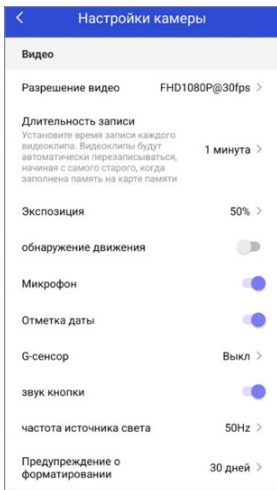 Настройки камеры
Видео
Разрешение видео FHD1080P@30fps >
Длительность записи
Установите время записи каждого
видеоклипа. Видеоклипы будут
автоматически перезаписываться,
начиная с самого старого, когда
заполнена память на карте памяти
1 минута >
Экспозиция 50% >
обнаружение движения
Микрофон
Отметка даты
G-сенсор Выкл >
звук кнопки
частота источника света 50Hz >
Предупреждение о
форматировании
30 дней >